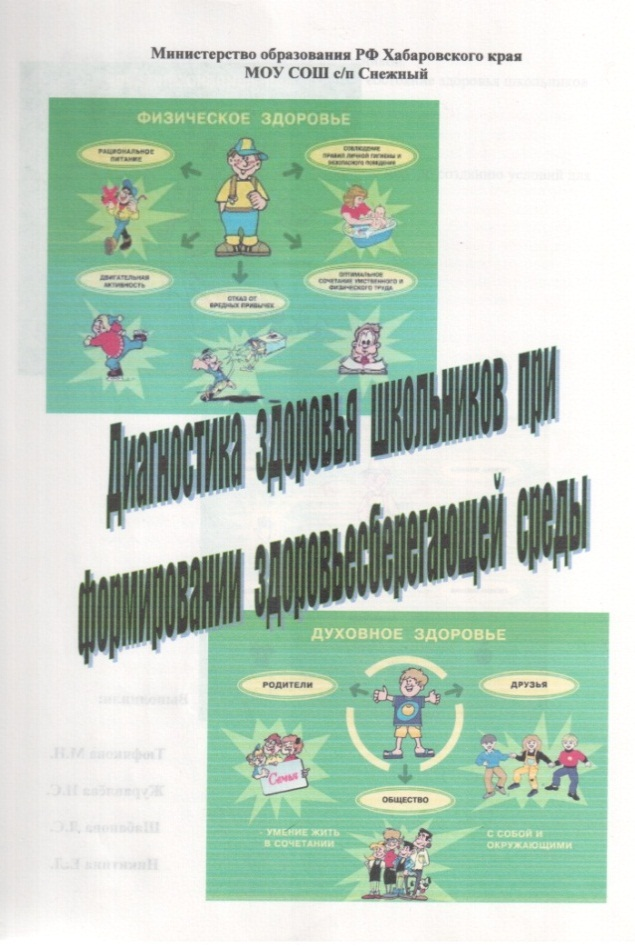 Министерство образования РФ Хабаровского края
МОУ СОШ с/п Снежный
ФИЗИЧЕСКОЕ ЗДОРОВЬЕ
РАЦИОНАЛЬНОЕ
ПИТАНИЕ
СОБЛЮДЕНИЕ
ПРАВИЛ ЛИЧНОЙ ГИГИЕНЫ И
БЕЗОПАСНОГО ПОВЕДЕНИЯ
ДВИГАТЕЛЬНАЯ
АКТИВНОСТЬ
ОТКАЗ ОТ
ВРЕДНЫХ ПРИВЫЧЕК
ОПТИМАЛЬНОЕ
СОЧЕТАНИЕ УМСТВЕННОГО И
ФИЗИЧЕСКОГО ТРУДА
Диагностика здоровья школьников при
формировании здоровьесберегающей среды
ДУХОВНОЕ ЗДОРОВЬЕ
РОДИТЕЛИ
ДРУЗЬЯ
Семья
ОБЩЕСТВО
- УМЕНИЕ ЖИТЬ
В СОЧЕТАНИИ
С СОБОЙ И
ОКРУЖАЮЩИМИ
Выполнили:
Тюфякова М.Н.
Журавлёва Н.С.
Шабанова Л.С.
Никитина Е.Л.